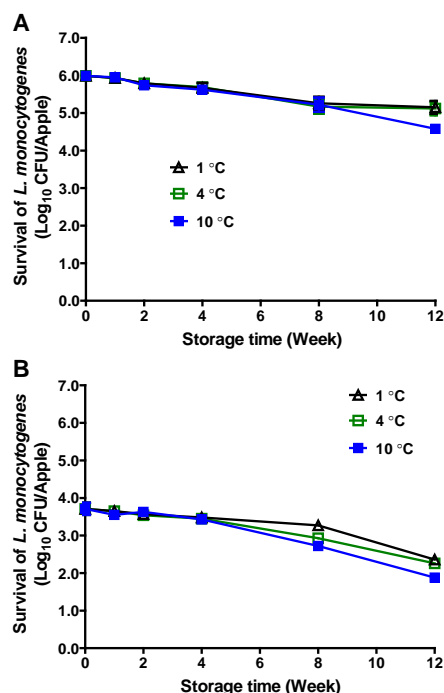 A
Survival of L. monocytogenes
(Log10 CFU/Apple)
7.0
6.0
5.0
4.0
3.0
2.0
1.0
0.0
1 °C
4 °C
10 °C
0 2 4 6 8 10 12
Storage time (Week)
B
Survival of L. monocytogenes
(Log10 CFU/Apple)
7.0
6.0
5.0
4.0
3.0
2.0
1.0
0.0
1 °C
4 °C
10 °C
0 2 4 6 8 10 12
Storage time (Week)